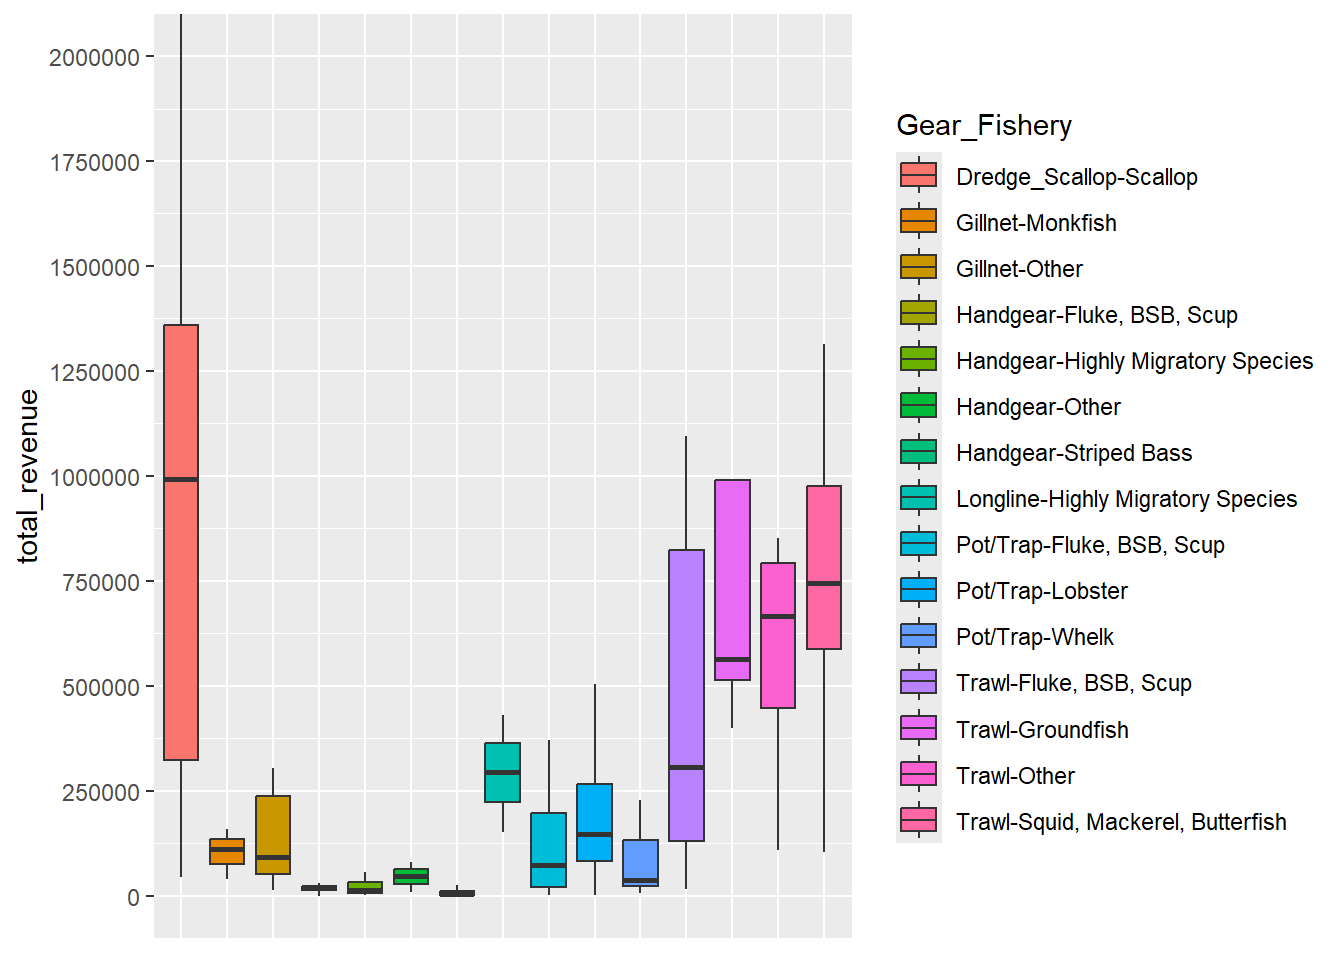 2000000
1750000
1500000
1250000
1000000
750000
500000
250000
0
total_revenue
Gear_Fishery
Dredge_Scallop-Scallop
Gillnet-Monkfish
Gillnet-Other
Handgear-Fluke, BSB, Scup
Handgear-Highly Migratory Species
Handgear-Other
Handgear-Striped Bass
Longline-Highly Migratory Species
Pot/Trap-Fluke, BSB, Scup
Pot/Trap-Lobster
Pot/Trap-Whelk
Trawl-Fluke, BSB, Scup
Trawl-Groundfish
Trawl-Other
Trawl-Squid, Mackerel, Butterfish